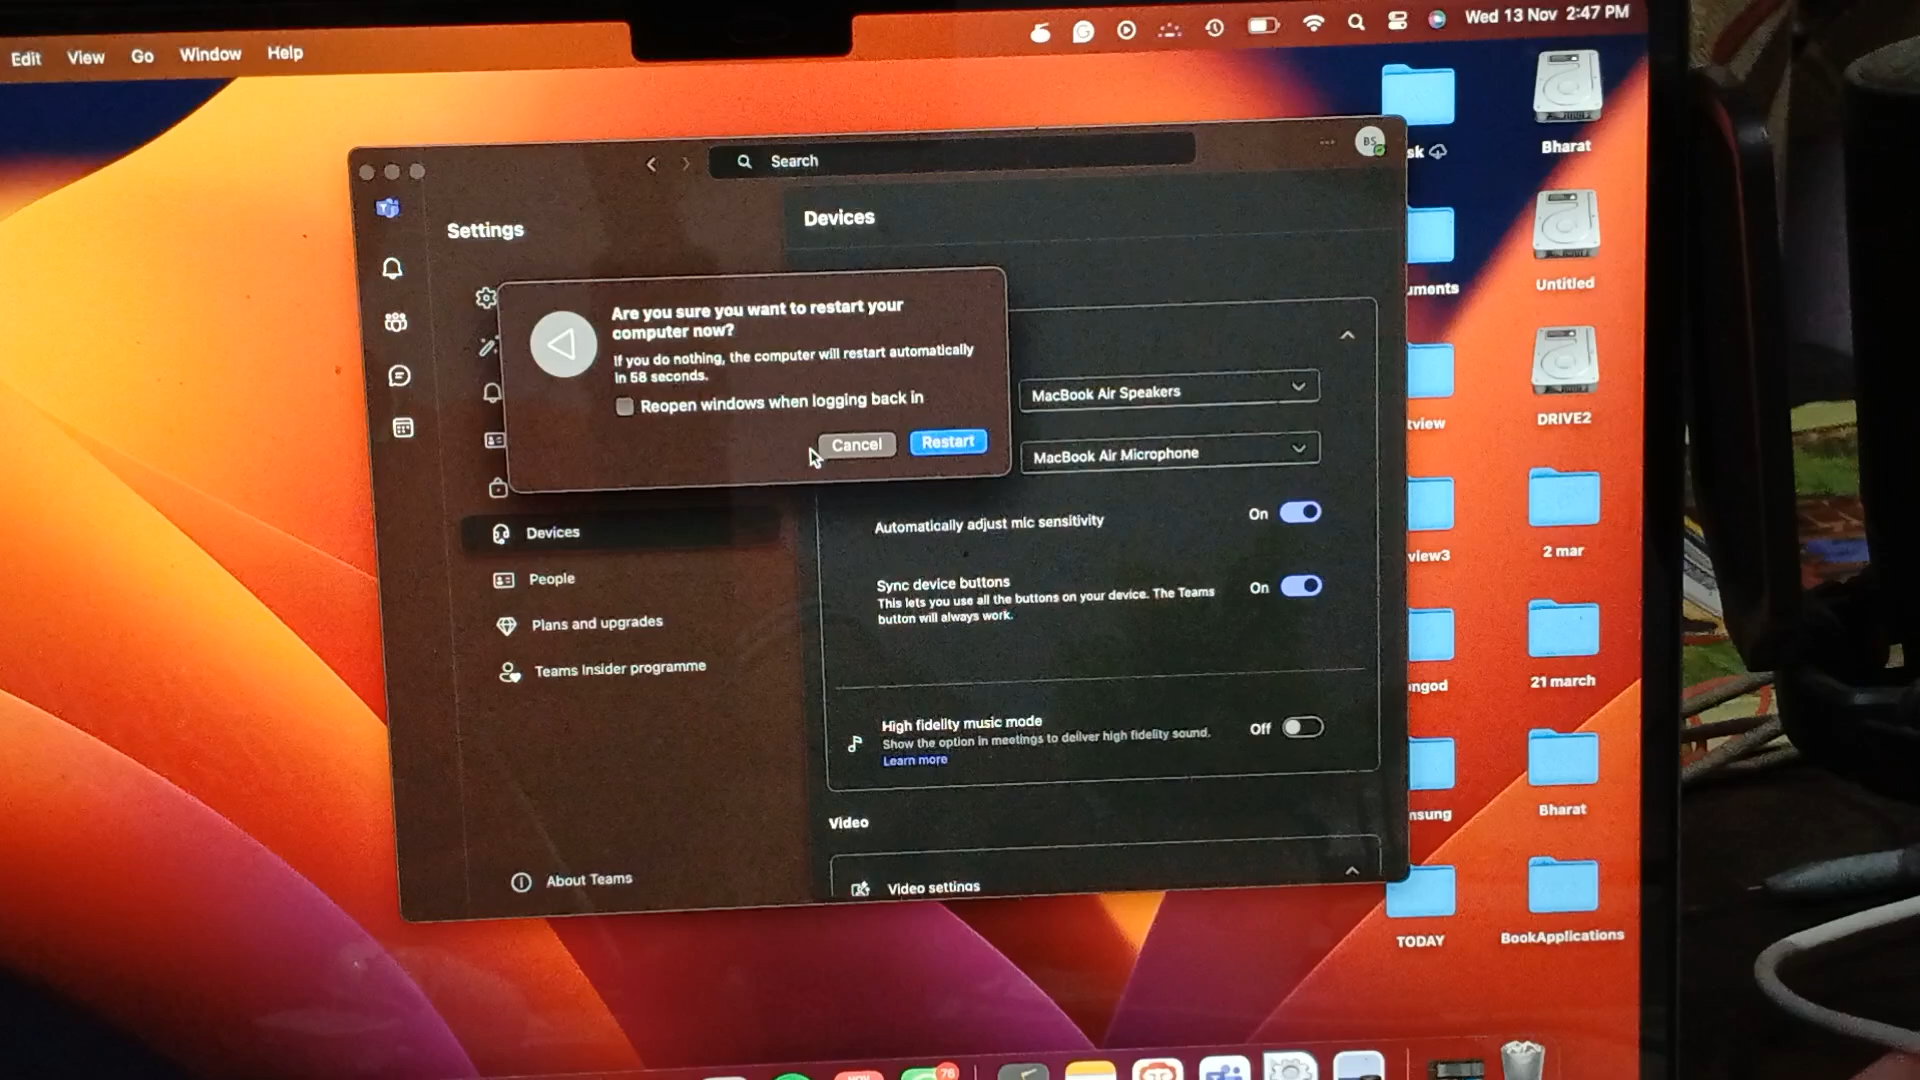 Edit View Go Window Help
Wed 13 Nov 2:47 PM
Search
BS
Settings
Devices
Are you sure you want to restart your
computer now?
If you do nothing, the computer will restart automatically
in 58 seconds.
Reopen windows when logging back in
Cancel
Restart
MacBook Air Speakers
MacBook Air Microphone
Automatically adjust mic sensitivity
On
Sync device buttons
This lets you use all the buttons on your device. The Teams
button will always work.
On
High fidelity music mode
Show the option in meetings to deliver high fidelity sound.
Learn more
Off
Video
Video settings
Devices
People
Plans and upgrades
Teams Insider programme
About Teams
sk
uments
tview
view3
ngod
nsung
TODAY
Bharat
Untitled
DRIVE2
2 mar
21 march
Bharat
BookApplications
NOV
76